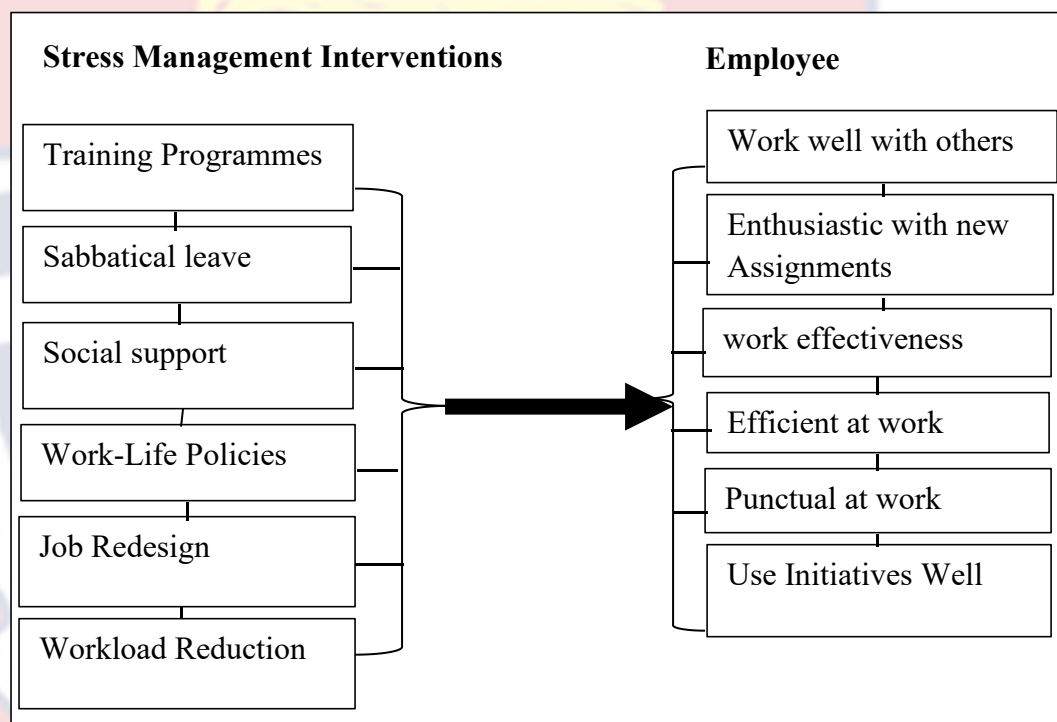 Stress Management Interventions
Training Programmes
Sabbatical leave
Social support
Work-Life Policies
Job Redesign
Workload Reduction
Employee
Work well with others
Enthusiastic with new
Assignments
work effectiveness
Efficient at work
Punctual at work
Use Initiatives Well